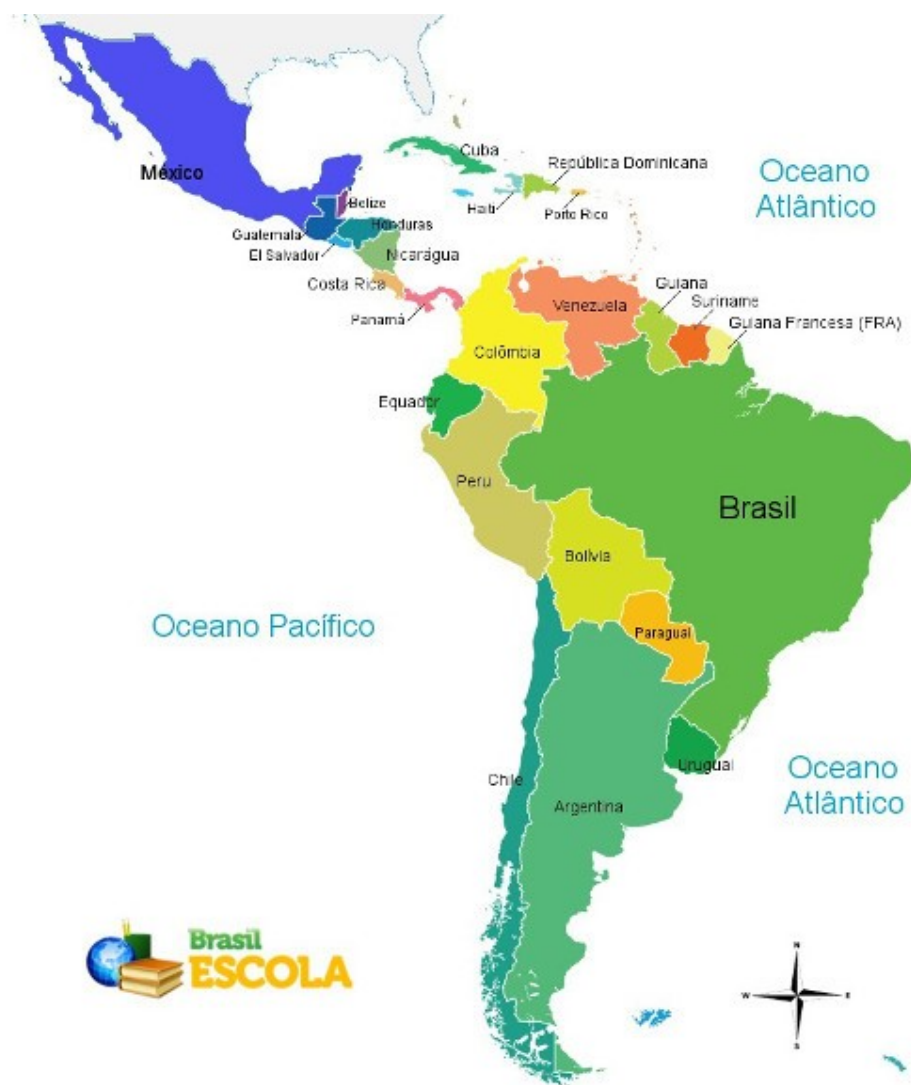 México
Cuba
República Dominicana
Oceano
Atlântico
Haiti
Porto Rico
Belize
Honduras
Guatemala
El Salvador
Nicarágua
Costa Rica
Panamá
Venezuela
Guiana
Suriname
Guiana Francesa (FRA)
Colômbia
Equador
Peru
Brasil
Bolívia
Oceano Pacífico
Paraguai
Uruguai
Chile
Argentina
Oceano
Atlântico
Brasil
ESCOLA
N
W
E
S